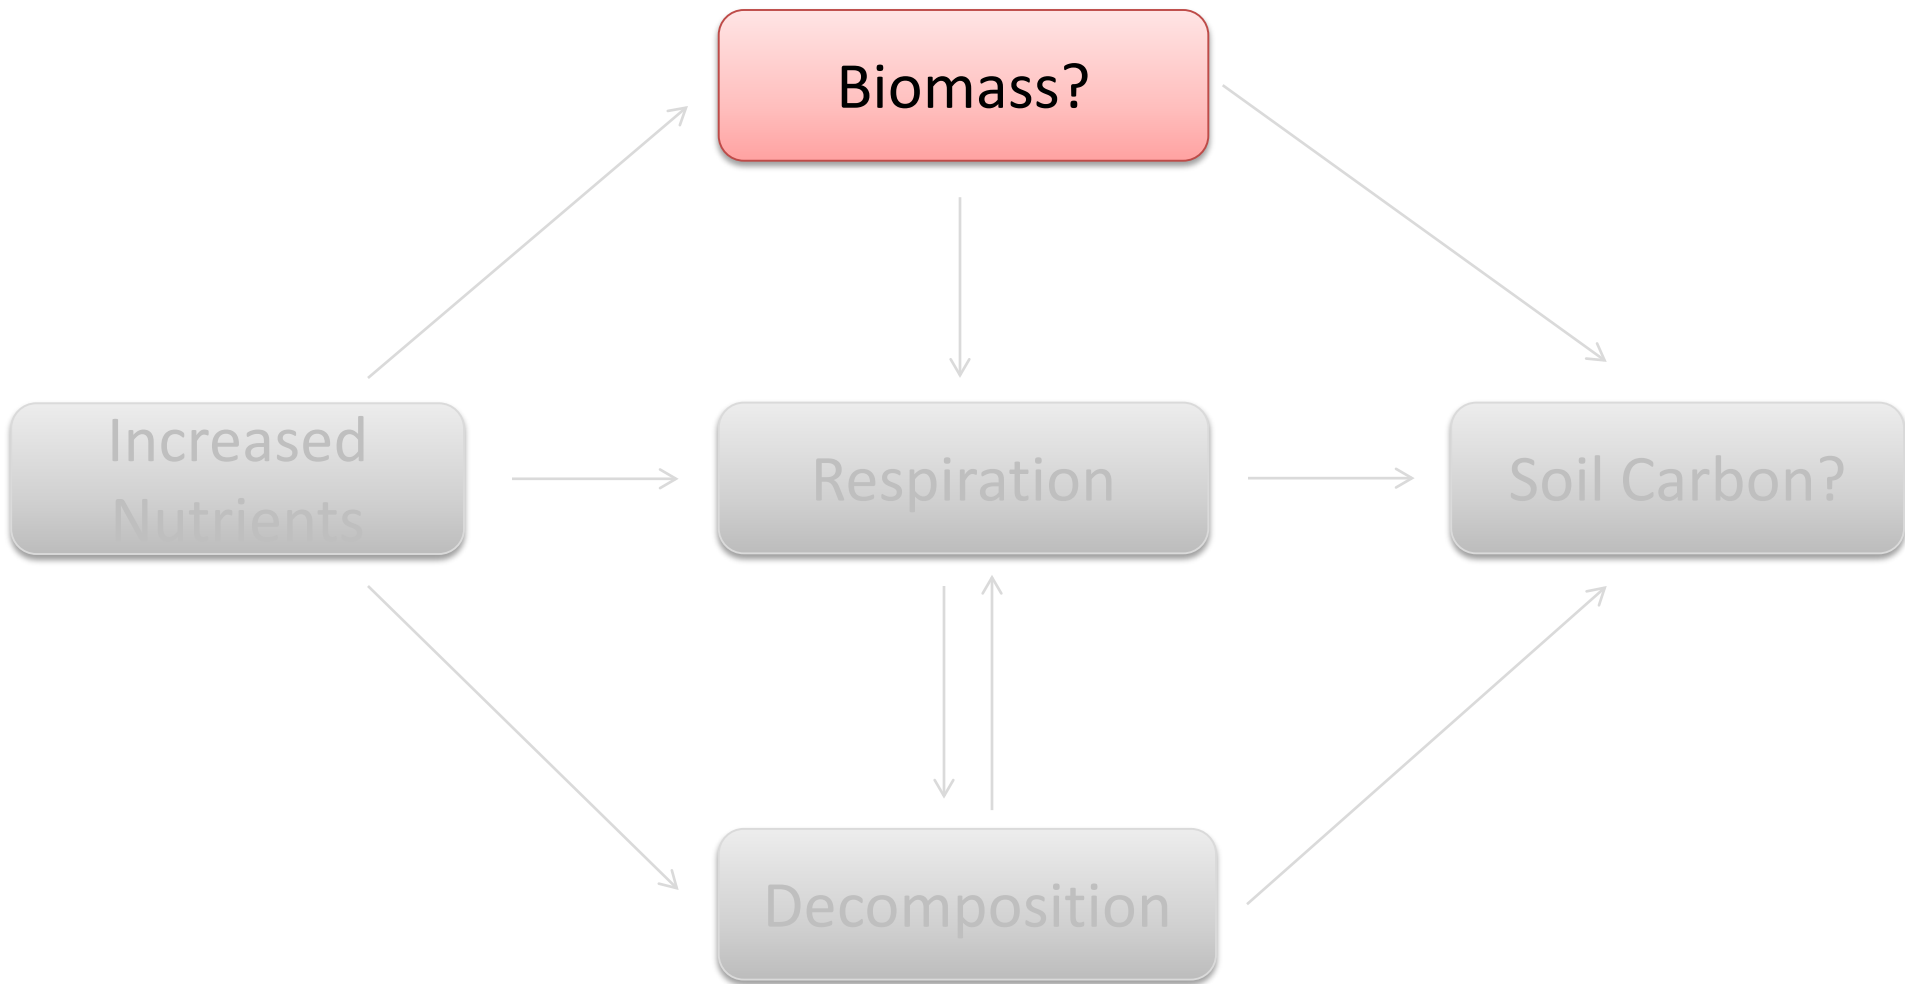 Biomass?
Increased
Nutrients
Respiration
Soil Carbon?
Decomposition